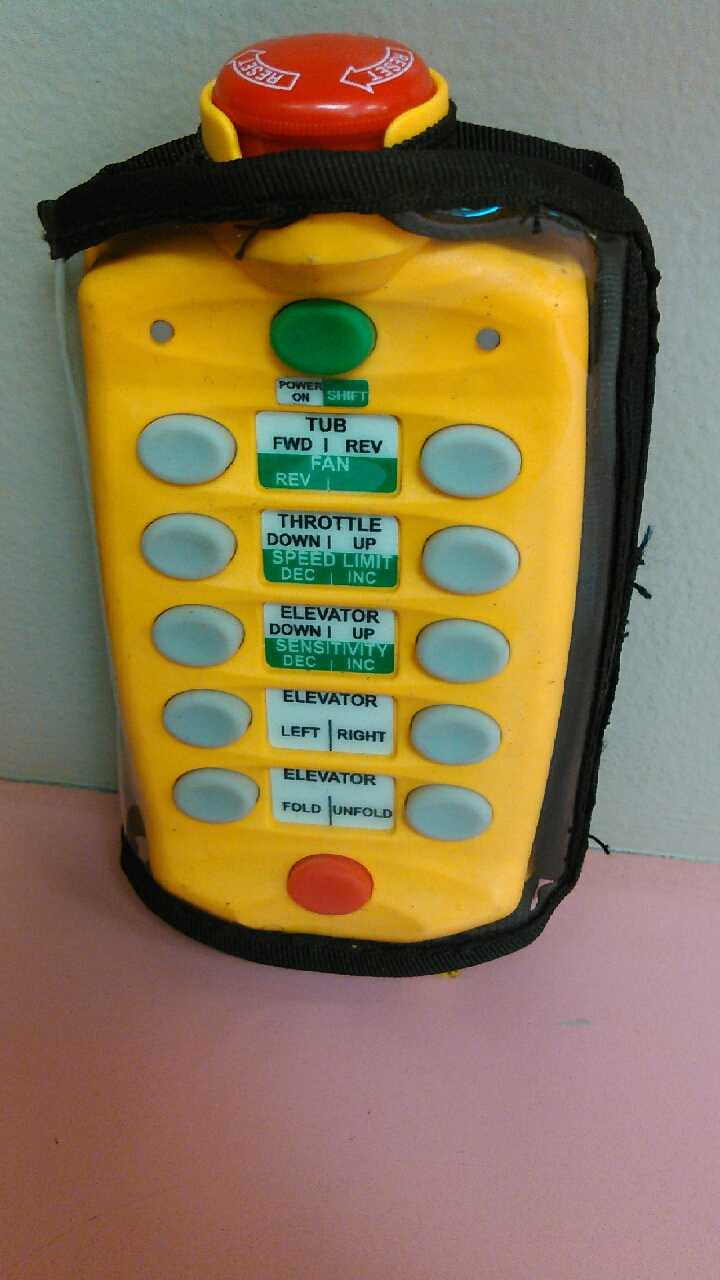 RESET RESET
POWER ON SHIFT
TUB
FWD | REV
FAN
REV |
THROTTLE
DOWN | UP
SPEED LIMIT
DEC | INC
ELEVATOR
DOWN | UP
SENSITIVITY
DEC | INC
ELEVATOR
LEFT | RIGHT
ELEVATOR
FOLD | UNFOLD